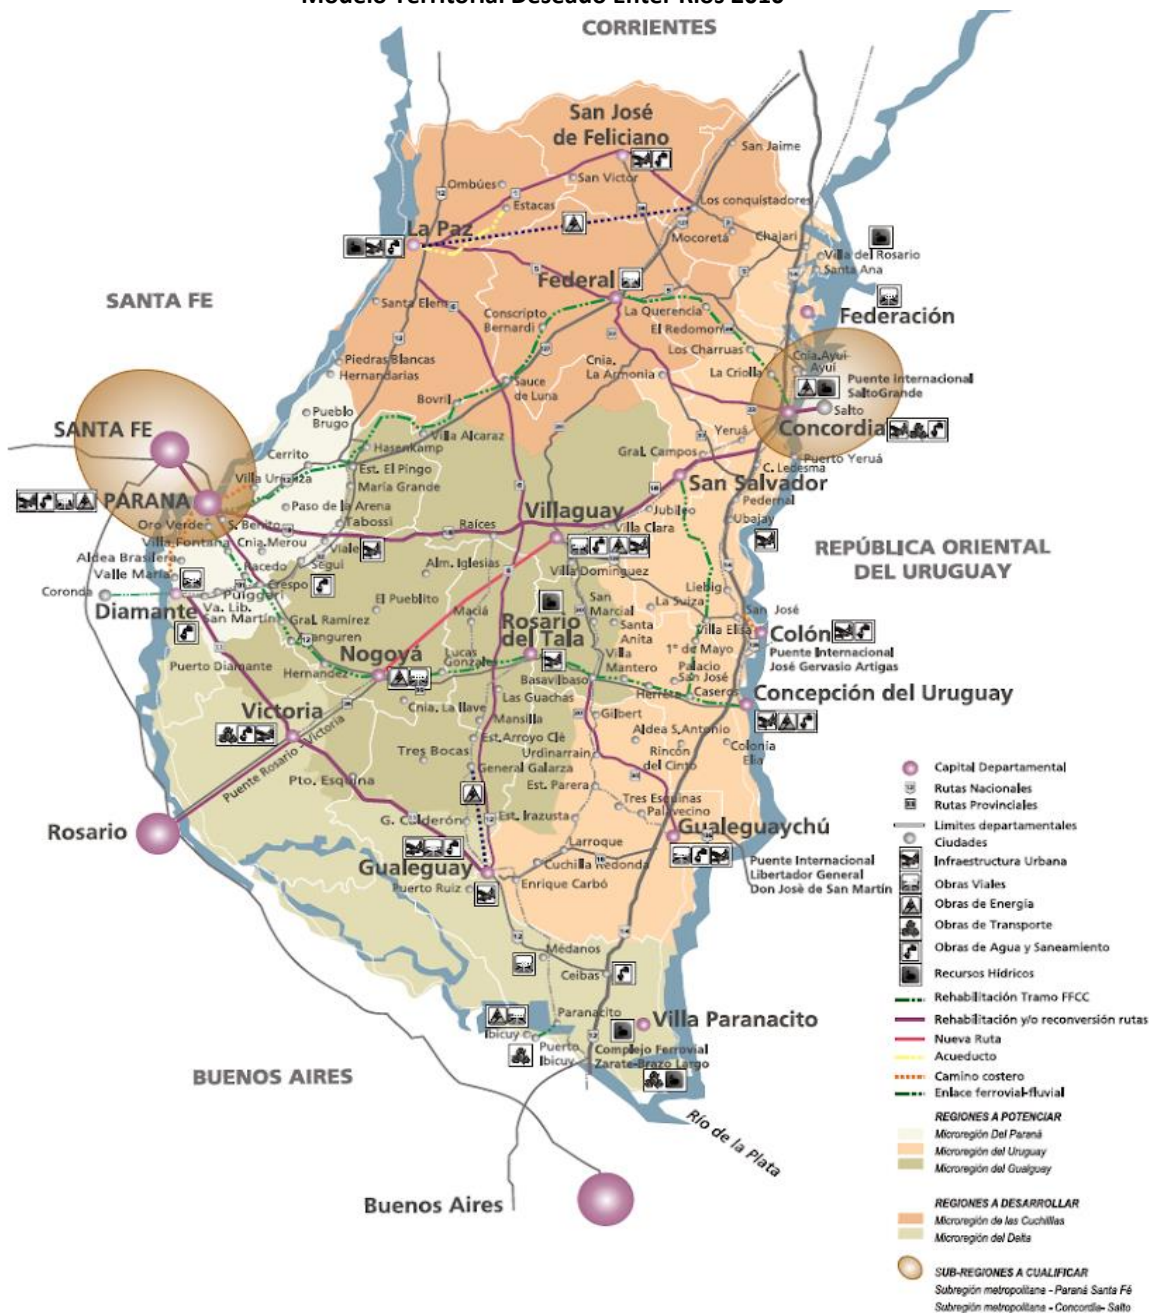 Modelo Territorial Deseado Enter Ríos 2016
CORRIENTES
San José
de Feliciano
San Jaime
San Victor
Ombúes
Estacas
Los conquistadores
La Paz
Mocoretá
Chajari
Villa del Rosario
Santa Ana
SANTA FE
Federal
Santa Elena
Conscripto
Bernardi
La Querencia
El Redomon
Federación
Los Charruas
Cnia. Ayui-
Ayui
Piedras Blancas
Hernandarias
Cnia.
La Armonia
La Criolla
Puente Internacional
SaltoGrande
Sauce
de Luna
Bovril
Salto
Pueblo
Brugo
Concordia
SANTA FE
Villa Alcaraz
Yeruá
Hasenkamp
Cerrito
Gral. Campos
Puerto Yeruá
Est. El Pingo
C. Ledesma
Villa Urquiza
María Grande
San Salvador
PARANA
Paso de la Arena
Pedernal
Jubileo
Villaguay
Oro Verde
S. Benito
Tabossi
Raíces
Villa Clara
Ubajay
Villa Fontana
Cnia.Merou
Viale
REPÚBLICA ORIENTAL
DEL URUGUAY
Aldea Brasilera
Racedo
Segui
Alm. Iglesias
Villa Dominguez
Valle María
Crespo
Liebig
Coronda
Puiggari
El Pueblito
La Suiza
Diamante
Va. Lib.
San Martín
Maciá
San
Marcial
San José
Gral. Ramirez
Rosario
del Tala
Santa
Anita
Villa Elisa
Colón
Aranguren
Nogoyá
Lucas
Gonzalez
Villa
Mantero
1° de Mayo
Puente Internacional
José Gervasio Artigas
Puerto Diamante
Hernandez
Palacio
San José
Basavilbaso
Herrera
Caseros
Las Guachas
Concepción del Uruguay
Victoria
Cnia. La llave
Mansilla
Gilbert
Puente Rosario - Victoria
Est.Arroyo Clè
Aldea S.Antonio
Tres Bocas
Urdinarrain
Rincón
del Cinto
Colonia
Elia
General Galarza
Pto. Esquina
Est. Parera
Tres Esquinas
Palavecino
Rosario
G. Calderón
Est. Irazusta
Gualeguaychú
Larroque
Gualeguay
Cuchilla Redonda
Puente Internacional
Libertador General
Don Josè de San Martín
Puerto Ruiz
Enrique Carbó
Médanos
Ceibas
Paranacito
Villa Paranacito
Ibicuy
Puerto
Ibicuy
Complejo Ferrovial
Zarate-Brazo Largo
BUENOS AIRES
Río de la Plata
Buenos Aires
Capital Departamental
Rutas Nacionales
Rutas Provinciales
Limites departamentales
Ciudades
Infraestructura Urbana
Obras Viales
Obras de Energía
Obras de Transporte
Obras de Agua y Saneamiento
Recursos Hídricos
Rehabilitación Tramo FFCC
Rehabilitación y/o reconversión rutas
Nueva Ruta
Acueducto
Camino costero
Enlace ferrovial-fluvial
REGIONES A POTENCIAR
Microregión Del Paraná
Microregión del Uruguay
Microregión del Gualguay
REGIONES A DESARROLLAR
Microregión de las Cuchilllas
Microregión del Delta
SUB-REGIONES A CUALIFICAR
Subregión metropolitana - Paraná Santa Fé
Subregión metropolitana - Concordia- Salto